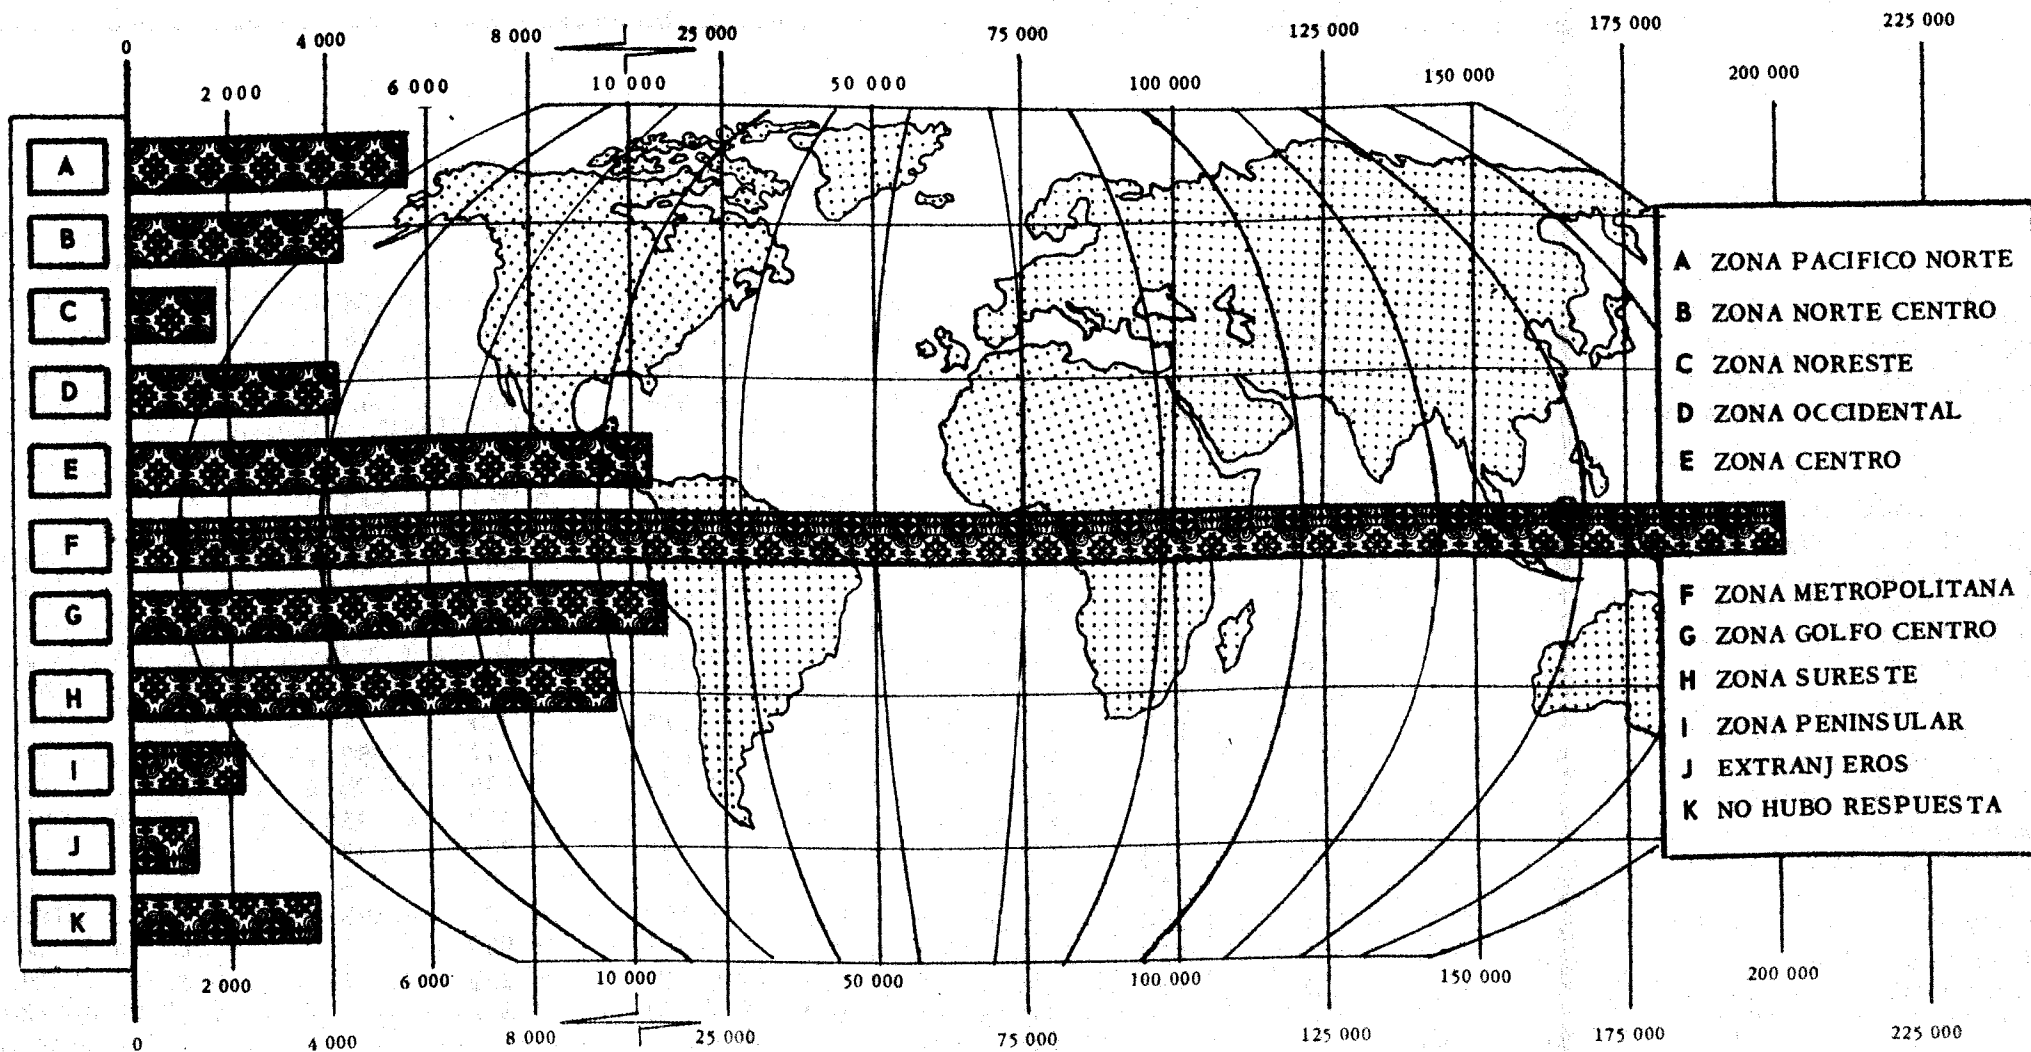 0 4 000 8 000 25 000 75 000 125 000 175 000 225 000
2 000 6 000 10 000 50 000 100 000 150 000 200 000
A
B
C
D
E
F
G
H
I
J
K
A ZONA PACIFICO NORTE
B ZONA NORTE CENTRO
C ZONA NORESTE
D ZONA OCCIDENTAL
E ZONA CENTRO
F ZONA METROPOLITANA
G ZONA GOLFO CENTRO
H ZONA SURESTE
I ZONA PENINSULAR
J EXTRANJEROS
K NO HUBO RESPUESTA
2 000 6 000 10 000 50 000 100 000 150 000 200 000
0 4 000 8 000 25 000 75 000 125 000 175 000 225 000